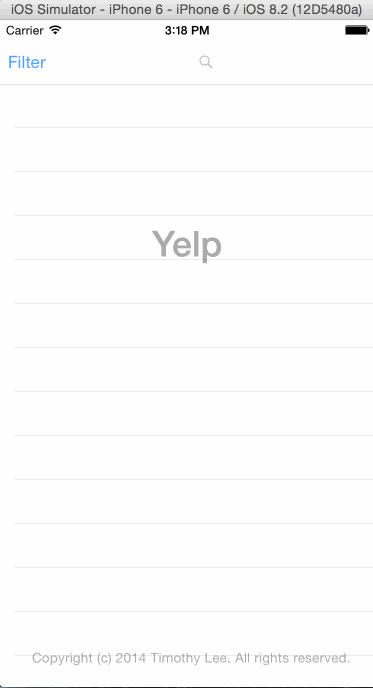 iOS Simulator - iPhone 6 - iPhone 6 / iOS 8.2 (12D5480a)
Carrier 3:18 PM
Filter
Yelp
Copyright (c) 2014 Timothy Lee. All rights reserved.